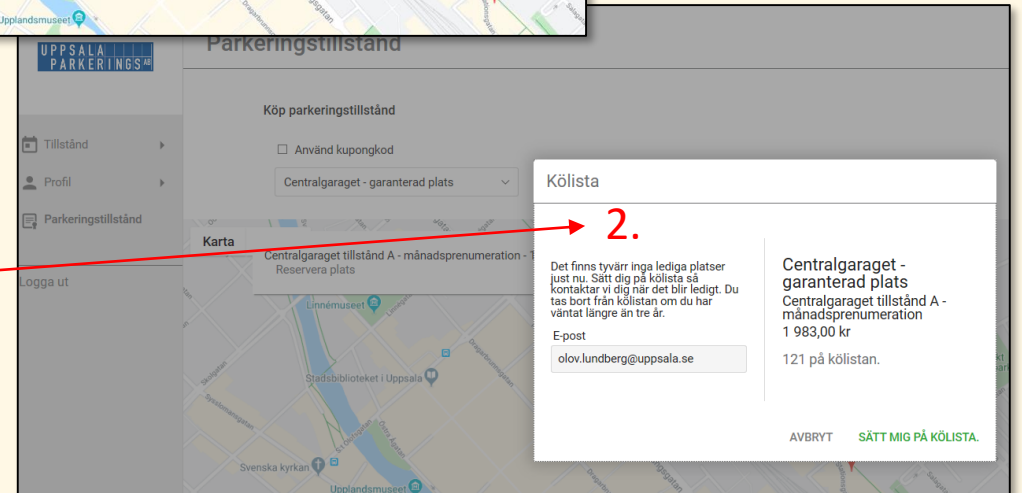 Upplandsmuseet
UPPSALA
PARKERINGS AB
Parkeringstillstånd
Köp parkeringstillstånd
Använd kupongkod
Centralgaraget - garanterad plats
Tillstånd
Profil
Parkeringstillstånd
Logga ut
Karta
Centralgaraget tillstånd A - månadsprenumeration - 1
Reservera plats
Linnémuseet
Stadsbiblioteket i Uppsala
Svenska kyrkan
Upplandsmuseet
Kölista
2.
Det finns tyvärr inga lediga platser
just nu. Sätt dig på kölista så
kontaktar vi dig när det blir ledigt. Du
tas bort från kölistan om du har
väntat längre än tre år.
E-post
olov.lundberg@uppsala.se
Centralgaraget -
garanterad plats
Centralgaraget tillstånd A -
månadsprenumeration
1 983,00 kr
121 på kölistan.
AVBRYT SÄTT MIG PÅ KÖLISTA.